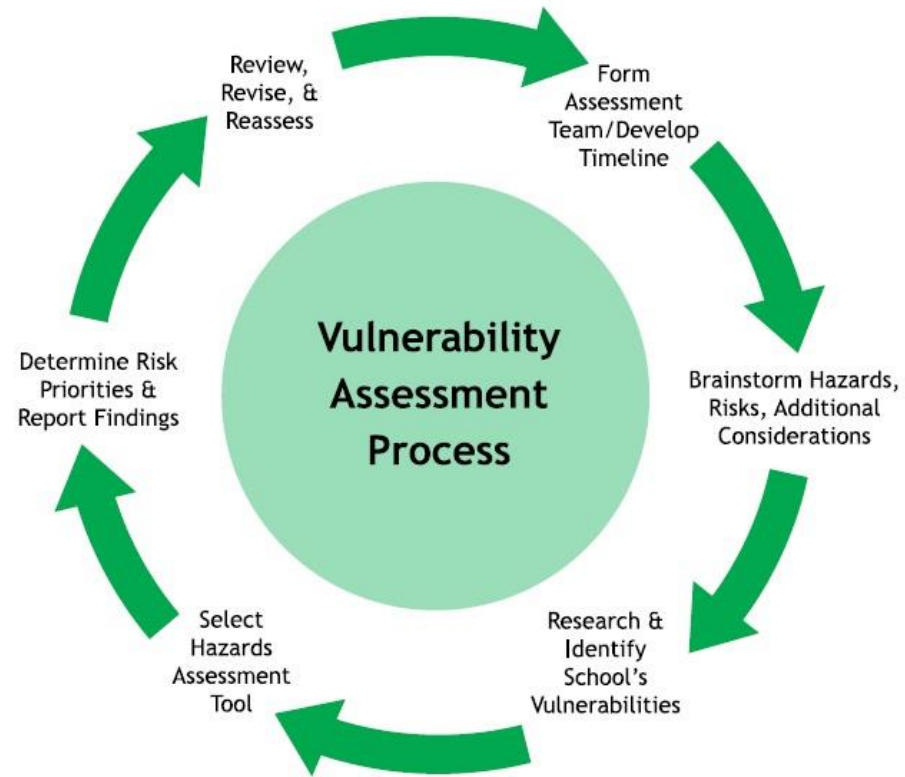 Vulnerability
Assessment
Process
Form
Assessment
Team/Develop
Timeline
Brainstorm Hazards,
Risks, Additional
Considerations
Research &
Identify
School's
Vulnerabilities
Select
Hazards
Assessment
Tool
Determine Risk
Priorities &
Report Findings
Review,
Revise, &
Reassess